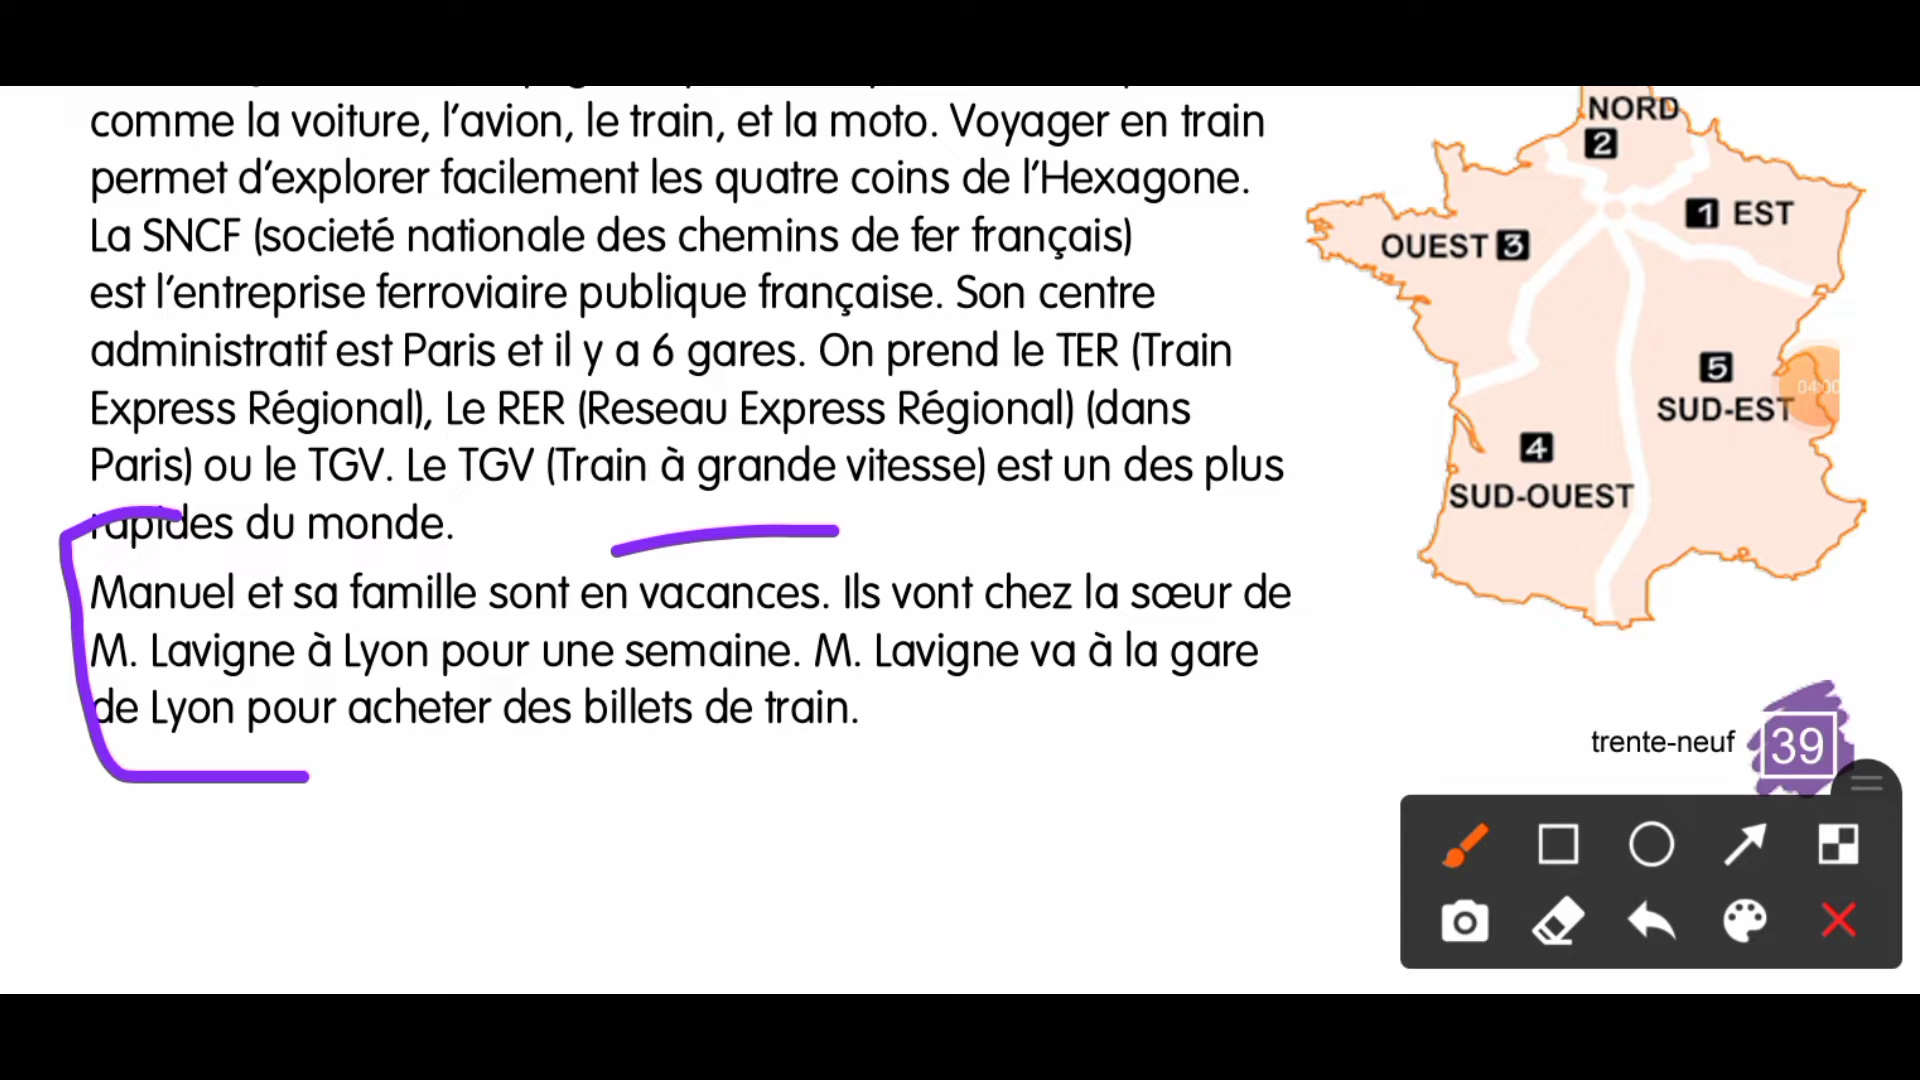 comme la voiture, l'avion, le train, et la moto. Voyager en train
permet d'explorer facilement les quatre coins de l'Hexagone.
La SNCF (societé nationale des chemins de fer français)
est l'entreprise ferroviaire publique française. Son centre
administratif est Paris et il y a 6 gares. On prend le TER (Train
Express Régional), Le RER (Reseau Express Régional) (dans
Paris) ou le TGV. Le TGV (Train à grande vitesse) est un des plus
rapides du monde.
Manuel et sa famille sont en vacances. Ils vont chez la sœur de
M. Lavigne à Lyon pour une semaine. M. Lavigne va à la gare
de Lyon pour acheter des billets de train.
NORD
2
1 EST
OUEST 3
5
SUD-EST
04:00
4
SUD-OUEST
trente-neuf 39